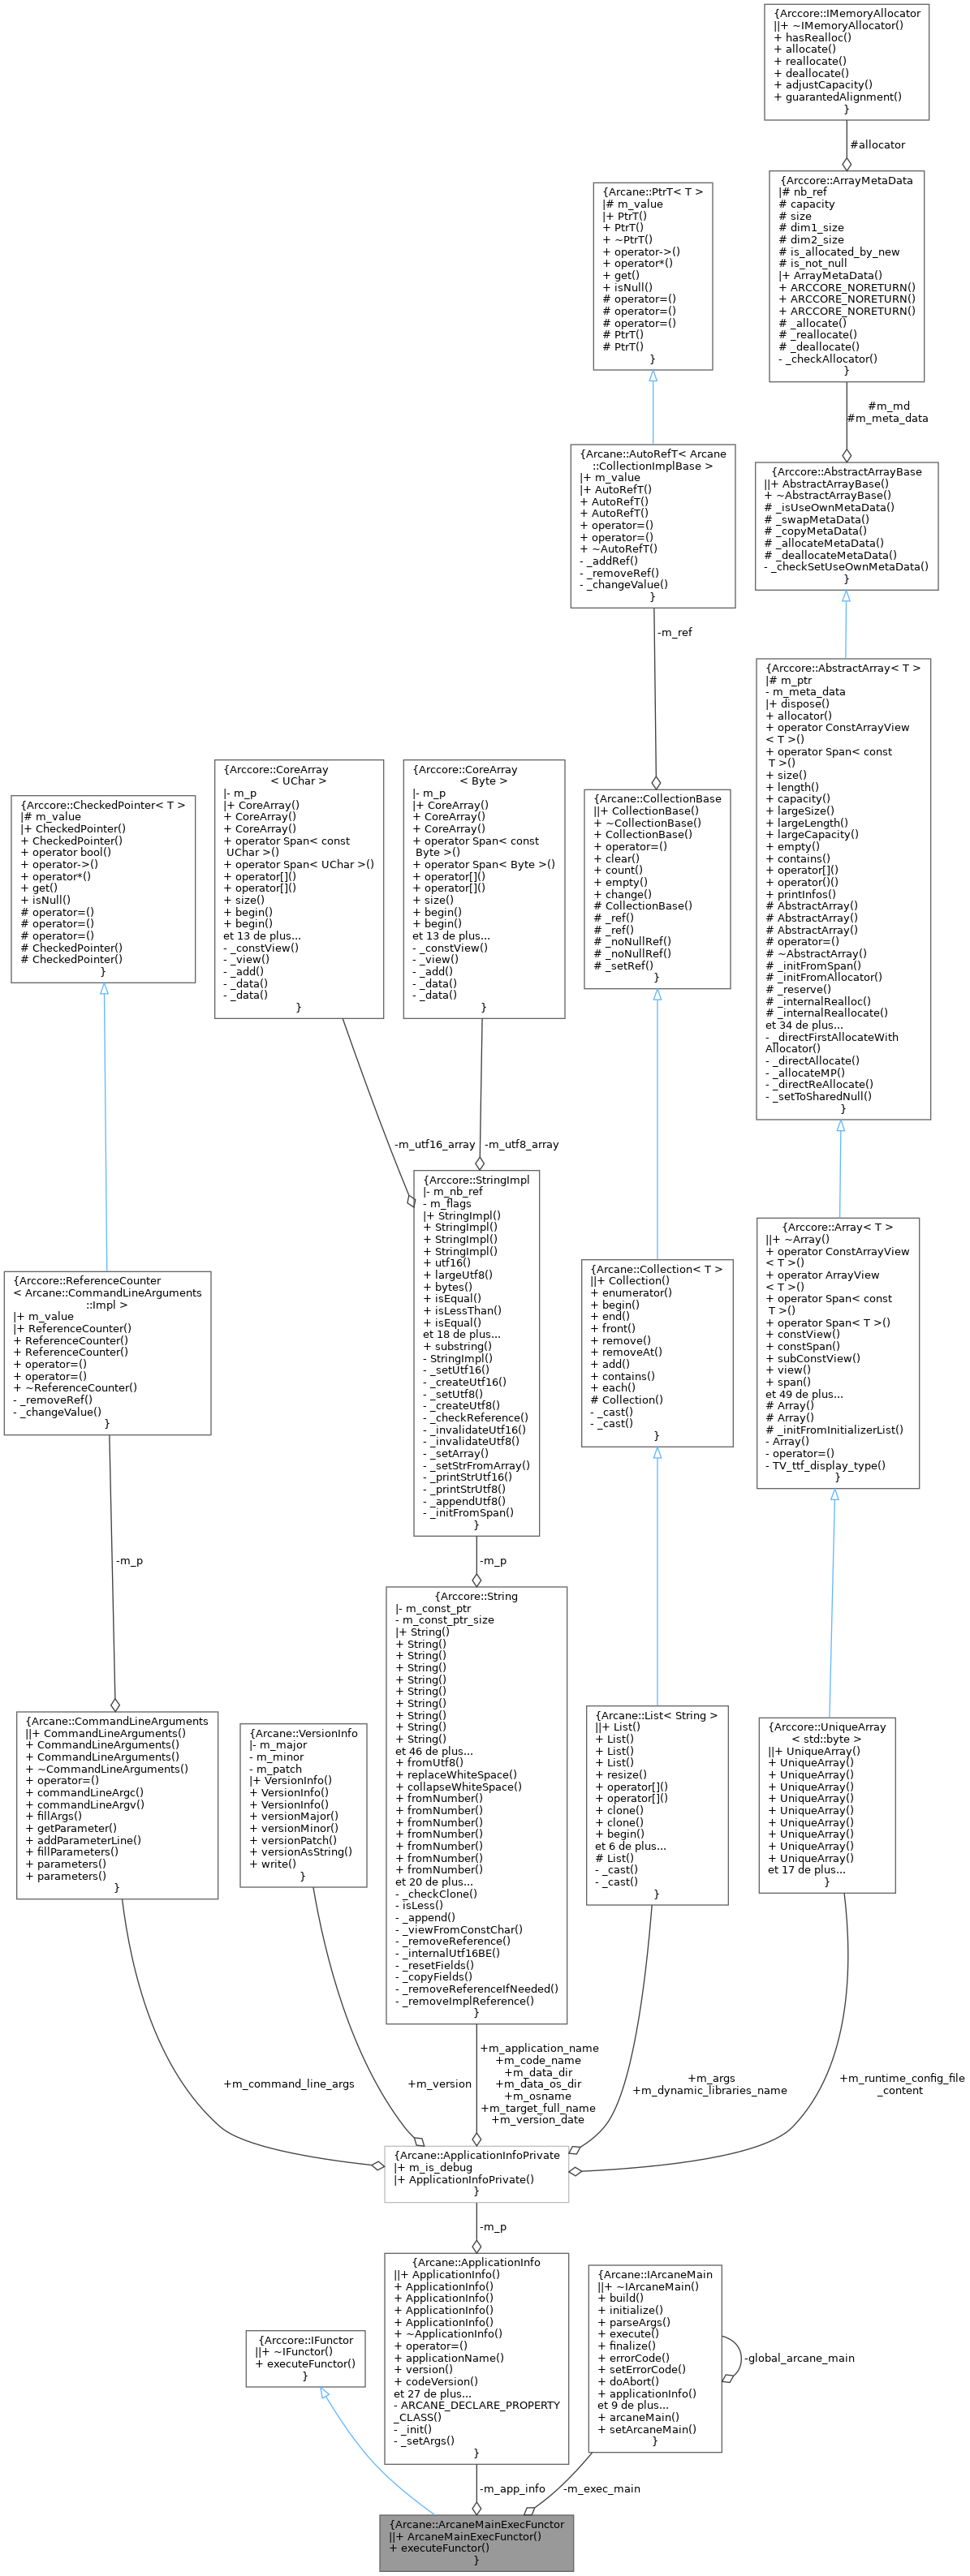 {Arccore::IMemoryAllocator
||+ ~IMemoryAllocator()
+ hasRealloc()
+ allocate()
+ reallocate()
+ deallocate()
+ adjustCapacity()
+ guarantedAlignment()
}
#allocator
{Arccore::ArrayMetaData
|# nb_ref
# capacity
# size
# dim1_size
# dim2_size
# is_allocated_by_new
# is_not_null
|+ ArrayMetaData()
+ ARCCORE_NORETURN()
+ ARCCORE_NORETURN()
+ ARCCORE_NORETURN()
# _allocate()
# _reallocate()
# _deallocate()
- _checkAllocator()
}
{Arcane::PtrT< T >
|# m_value
|+ PtrT()
+ PtrT()
+ ~PtrT()
+ operator->()
+ operator*()
+ get()
+ isNull()
# operator=()
# operator=()
# operator=()
# PtrT()
# PtrT()
}
#m_md
#m_meta_data
{Arcane::AutoRefT< Arcane
::CollectionImplBase >
|+ m_value
|+ AutoRefT()
+ AutoRefT()
+ AutoRefT()
+ operator=()
+ operator=()
+ ~AutoRefT()
- _addRef()
- _removeRef()
- _changeValue()
}
{Arccore::AbstractArrayBase
||+ AbstractArrayBase()
+ ~AbstractArrayBase()
# _isUseOwnMetaData()
# _swapMetaData()
# _copyMetaData()
# _allocateMetaData()
# _deallocateMetaData()
- _checkSetUseOwnMetaData()
}
-m_ref
{Arccore::AbstractArray< T >
|# m_ptr
- m_meta_data
|+ dispose()
+ allocator()
+ operator ConstArrayView
< T >()
+ operator Span< const
T >()
+ size()
+ length()
+ capacity()
+ largeSize()
+ largeLength()
+ largeCapacity()
+ empty()
+ contains()
+ operator[]()
+ operator()()
+ printInfos()
# AbstractArray()
# AbstractArray()
# AbstractArray()
# operator=()
# ~AbstractArray()
# _initFromSpan()
# _initFromAllocator()
# _reserve()
# _internalRealloc()
# _internalReallocate()
et 34 de plus...
- _directFirstAllocateWith
Allocator()
- _directAllocate()
- _allocateMP()
- _directReAllocate()
- _setToSharedNull()
}
{Arccore::CheckedPointer< T >
|# m_value
|+ CheckedPointer()
+ CheckedPointer()
+ operator bool()
+ operator->()
+ operator*()
+ get()
+ isNull()
# operator=()
# operator=()
# operator=()
# CheckedPointer()
# CheckedPointer()
}
{Arccore::CoreArray
< UChar >
|- m_p
|+ CoreArray()
+ CoreArray()
+ CoreArray()
+ operator Span< const
UChar >()
+ operator Span< UChar >()
+ operator[]()
+ operator[]()
+ size()
+ begin()
+ begin()
et 13 de plus...
- _constView()
- _view()
- _add()
- _data()
- _data()
}
{Arccore::CoreArray
< Byte >
|- m_p
|+ CoreArray()
+ CoreArray()
+ CoreArray()
+ operator Span< const
Byte >()
+ operator Span< Byte >()
+ operator[]()
+ operator[]()
+ size()
+ begin()
+ begin()
et 13 de plus...
- _constView()
- _view()
- _add()
- _data()
- _data()
}
{Arcane::CollectionBase
||+ CollectionBase()
+ ~CollectionBase()
+ CollectionBase()
+ operator=()
+ clear()
+ count()
+ empty()
+ change()
# CollectionBase()
# _ref()
# _ref()
# _noNullRef()
# _noNullRef()
# _setRef()
}
-m_utf16_array
-m_utf8_array
{Arccore::StringImpl
|- m_nb_ref
- m_flags
|+ StringImpl()
+ StringImpl()
+ StringImpl()
+ StringImpl()
+ utf16()
+ largeUtf8()
+ bytes()
+ isEqual()
+ isLessThan()
+ isEqual()
et 18 de plus...
+ substring()
- StringImpl()
- _setUtf16()
- _createUtf16()
- _setUtf8()
- _createUtf8()
- _checkReference()
- _invalidateUtf16()
- _invalidateUtf8()
- _setArray()
- _setStrFromArray()
- _printStrUtf16()
- _printStrUtf8()
- _appendUtf8()
- _initFromSpan()
}
{Arccore::Array< T >
||+ ~Array()
+ operator ConstArrayView
< T >()
+ operator ArrayView
< T >()
+ operator Span< const
T >()
+ operator Span< T >()
+ constView()
+ constSpan()
+ subConstView()
+ view()
+ span()
et 49 de plus...
# Array()
# Array()
# _initFromInitializerList()
- Array()
- operator=()
- TV_ttf_display_type()
}
{Arccore::ReferenceCounter
< Arcane::CommandLineArguments
::Impl >
|+ m_value
|+ ReferenceCounter()
+ ReferenceCounter()
+ ReferenceCounter()
+ operator=()
+ operator=()
+ ~ReferenceCounter()
- _removeRef()
- _changeValue()
}
{Arcane::Collection< T >
||+ Collection()
+ enumerator()
+ begin()
+ end()
+ front()
+ remove()
+ removeAt()
+ add()
+ contains()
+ each()
# Collection()
- _cast()
- _cast()
}
-m_p
-m_p
{Arccore::String
|- m_const_ptr
- m_const_ptr_size
|+ String()
+ String()
+ String()
+ String()
+ String()
+ String()
+ String()
+ String()
+ String()
+ String()
et 46 de plus...
+ fromUtf8()
+ replaceWhiteSpace()
+ collapseWhiteSpace()
+ fromNumber()
+ fromNumber()
+ fromNumber()
+ fromNumber()
+ fromNumber()
+ fromNumber()
+ fromNumber()
et 20 de plus...
- _checkClone()
- isLess()
- _append()
- _viewFromConstChar()
- _removeReference()
- _internalUtf16BE()
- _resetFields()
- _copyFields()
- _removeReferenceIfNeeded()
- _removeImplReference()
}
{Arcane::CommandLineArguments
||+ CommandLineArguments()
+ CommandLineArguments()
+ CommandLineArguments()
+ ~CommandLineArguments()
+ operator=()
+ commandLineArgc()
+ commandLineArgv()
+ fillArgs()
+ getParameter()
+ addParameterLine()
+ fillParameters()
+ parameters()
+ parameters()
}
{Arcane::VersionInfo
|- m_major
- m_minor
- m_patch
|+ VersionInfo()
+ VersionInfo()
+ VersionInfo()
+ versionMajor()
+ versionMinor()
+ versionPatch()
+ versionAsString()
+ write()
}
{Arcane::List< String >
||+ List()
+ List()
+ List()
+ List()
+ resize()
+ operator[]()
+ operator[]()
+ clone()
+ clone()
+ begin()
et 6 de plus...
# List()
- _cast()
- _cast()
}
{Arccore::UniqueArray
< std::byte >
||+ UniqueArray()
+ UniqueArray()
+ UniqueArray()
+ UniqueArray()
+ UniqueArray()
+ UniqueArray()
+ UniqueArray()
+ UniqueArray()
+ UniqueArray()
+ UniqueArray()
et 17 de plus...
}
+m_command_line_args
+m_version
+m_application_name
+m_code_name
+m_data_dir
+m_data_os_dir
+m_osname
+m_target_full_name
+m_version_date
+m_args
+m_dynamic_libraries_name
+m_runtime_config_file
_content
{Arcane::ApplicationInfoPrivate
|+ m_is_debug
|+ ApplicationInfoPrivate()
}
-m_p
{Arcane::ApplicationInfo
||+ ApplicationInfo()
+ ApplicationInfo()
+ ApplicationInfo()
+ ApplicationInfo()
+ ApplicationInfo()
+ ~ApplicationInfo()
+ operator=()
+ applicationName()
+ version()
+ codeVersion()
et 27 de plus...
- ARCANE_DECLARE_PROPERTY
_CLASS()
- _init()
- _setArgs()
}
{Arcane::IArcaneMain
||+ ~IArcaneMain()
+ build()
+ initialize()
+ parseArgs()
+ execute()
+ finalize()
+ errorCode()
+ setErrorCode()
+ doAbort()
+ applicationInfo()
et 9 de plus...
+ arcaneMain()
+ setArcaneMain()
}
-global_arcane_main
{Arccore::IFunctor
||+ ~IFunctor()
+ executeFunctor()
}
-m_app_info
-m_exec_main
{Arcane::ArcaneMainExecFunctor
||+ ArcaneMainExecFunctor()
+ executeFunctor()
}